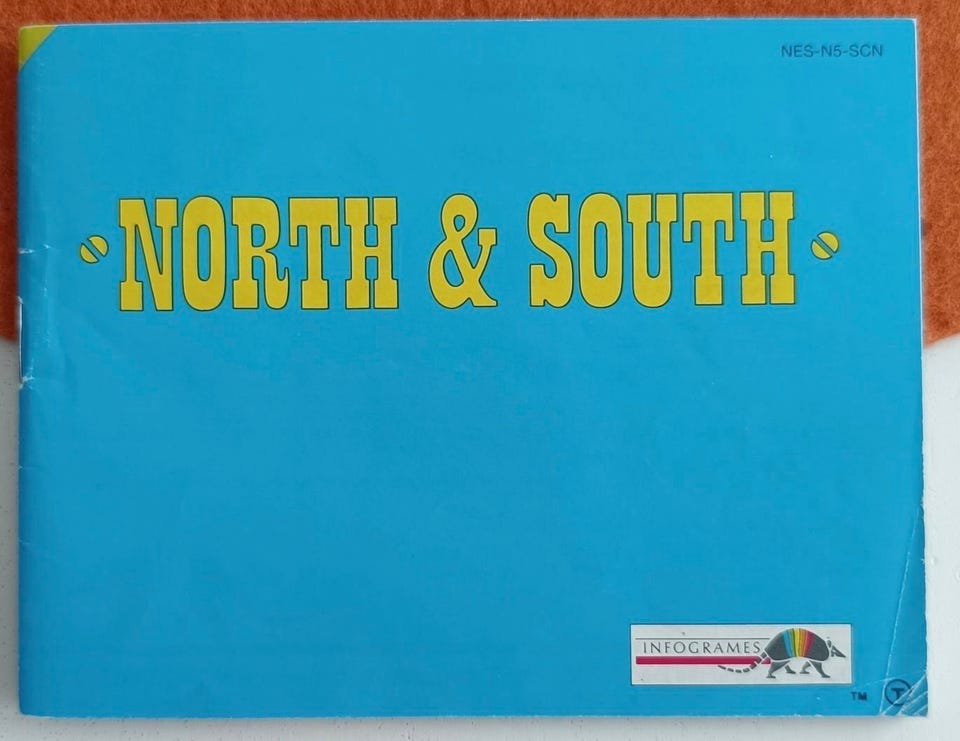 NES-N5-SCN
NORTH & SOUTH
INFOGRAMES
TM T